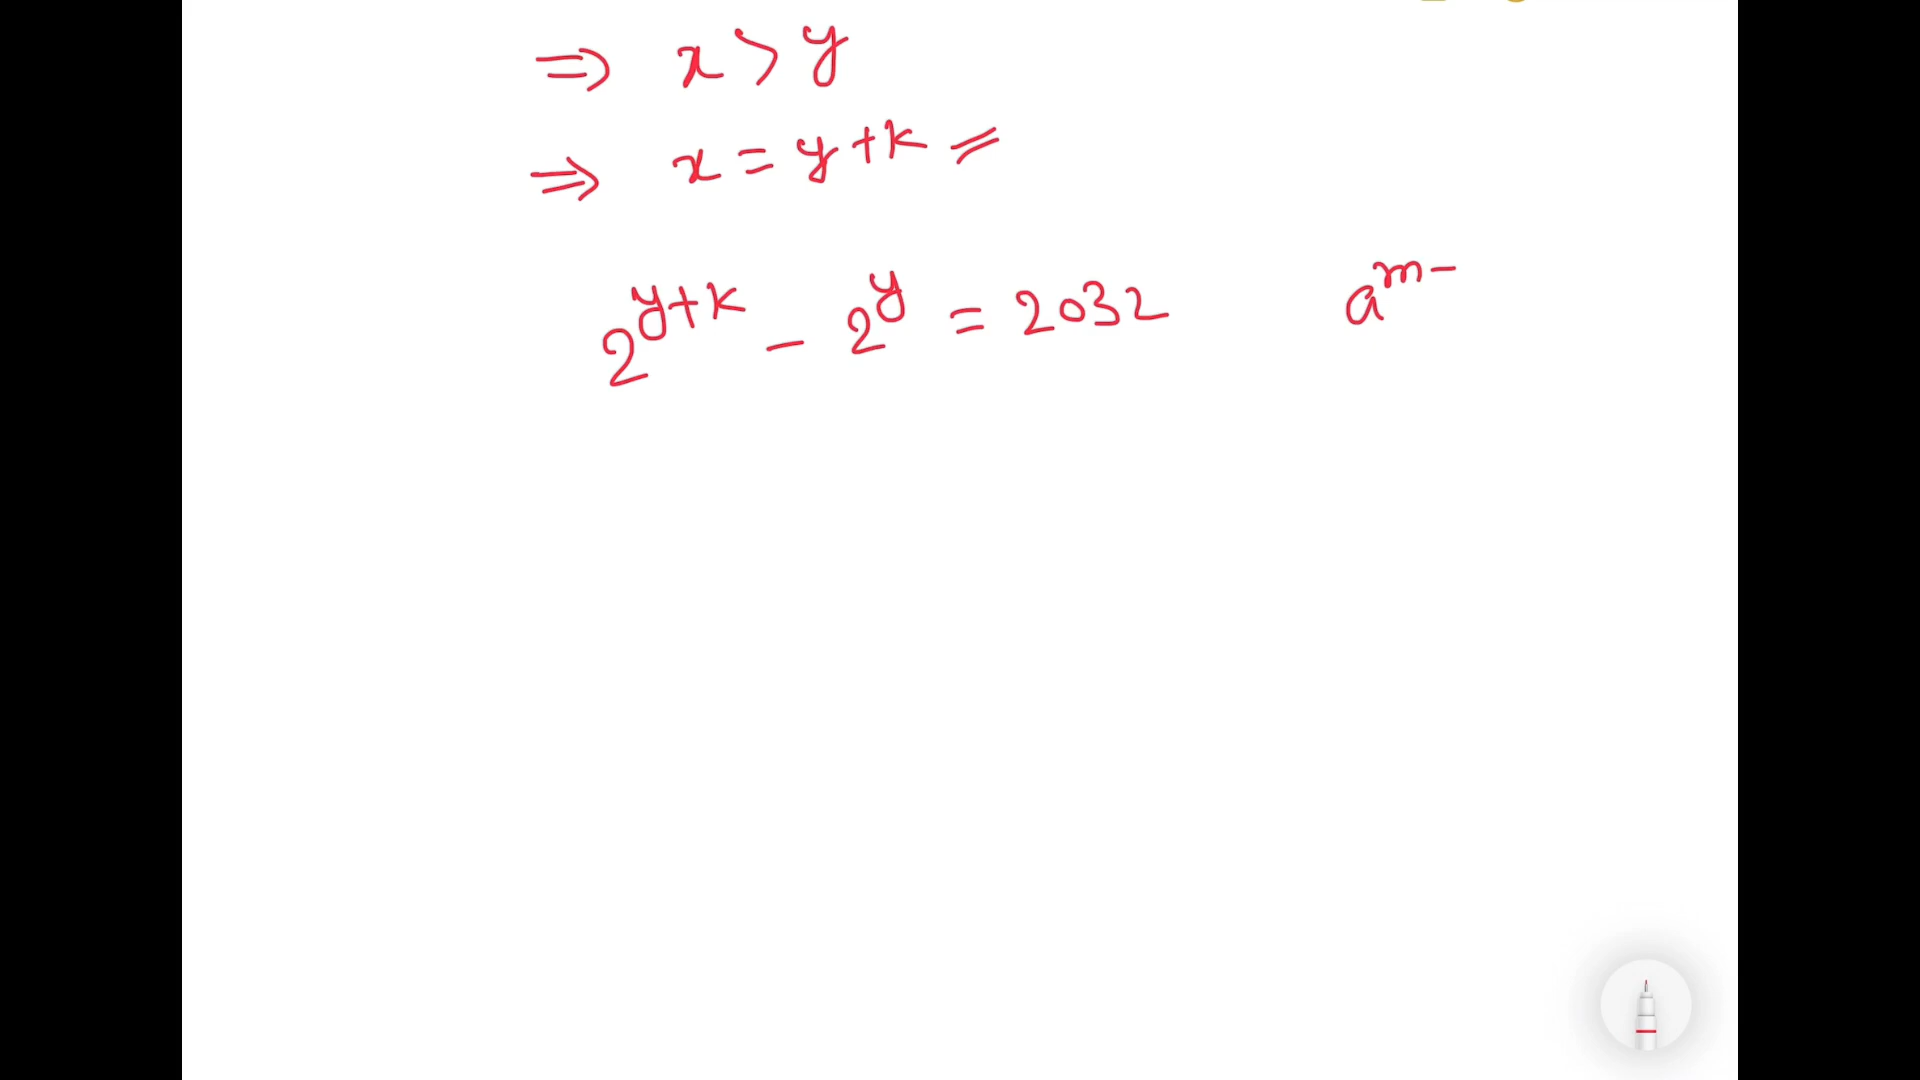 ⇒ x > y
⇒ x = y + k =
2^{y+k} - 2^y = 2032
a^{m-